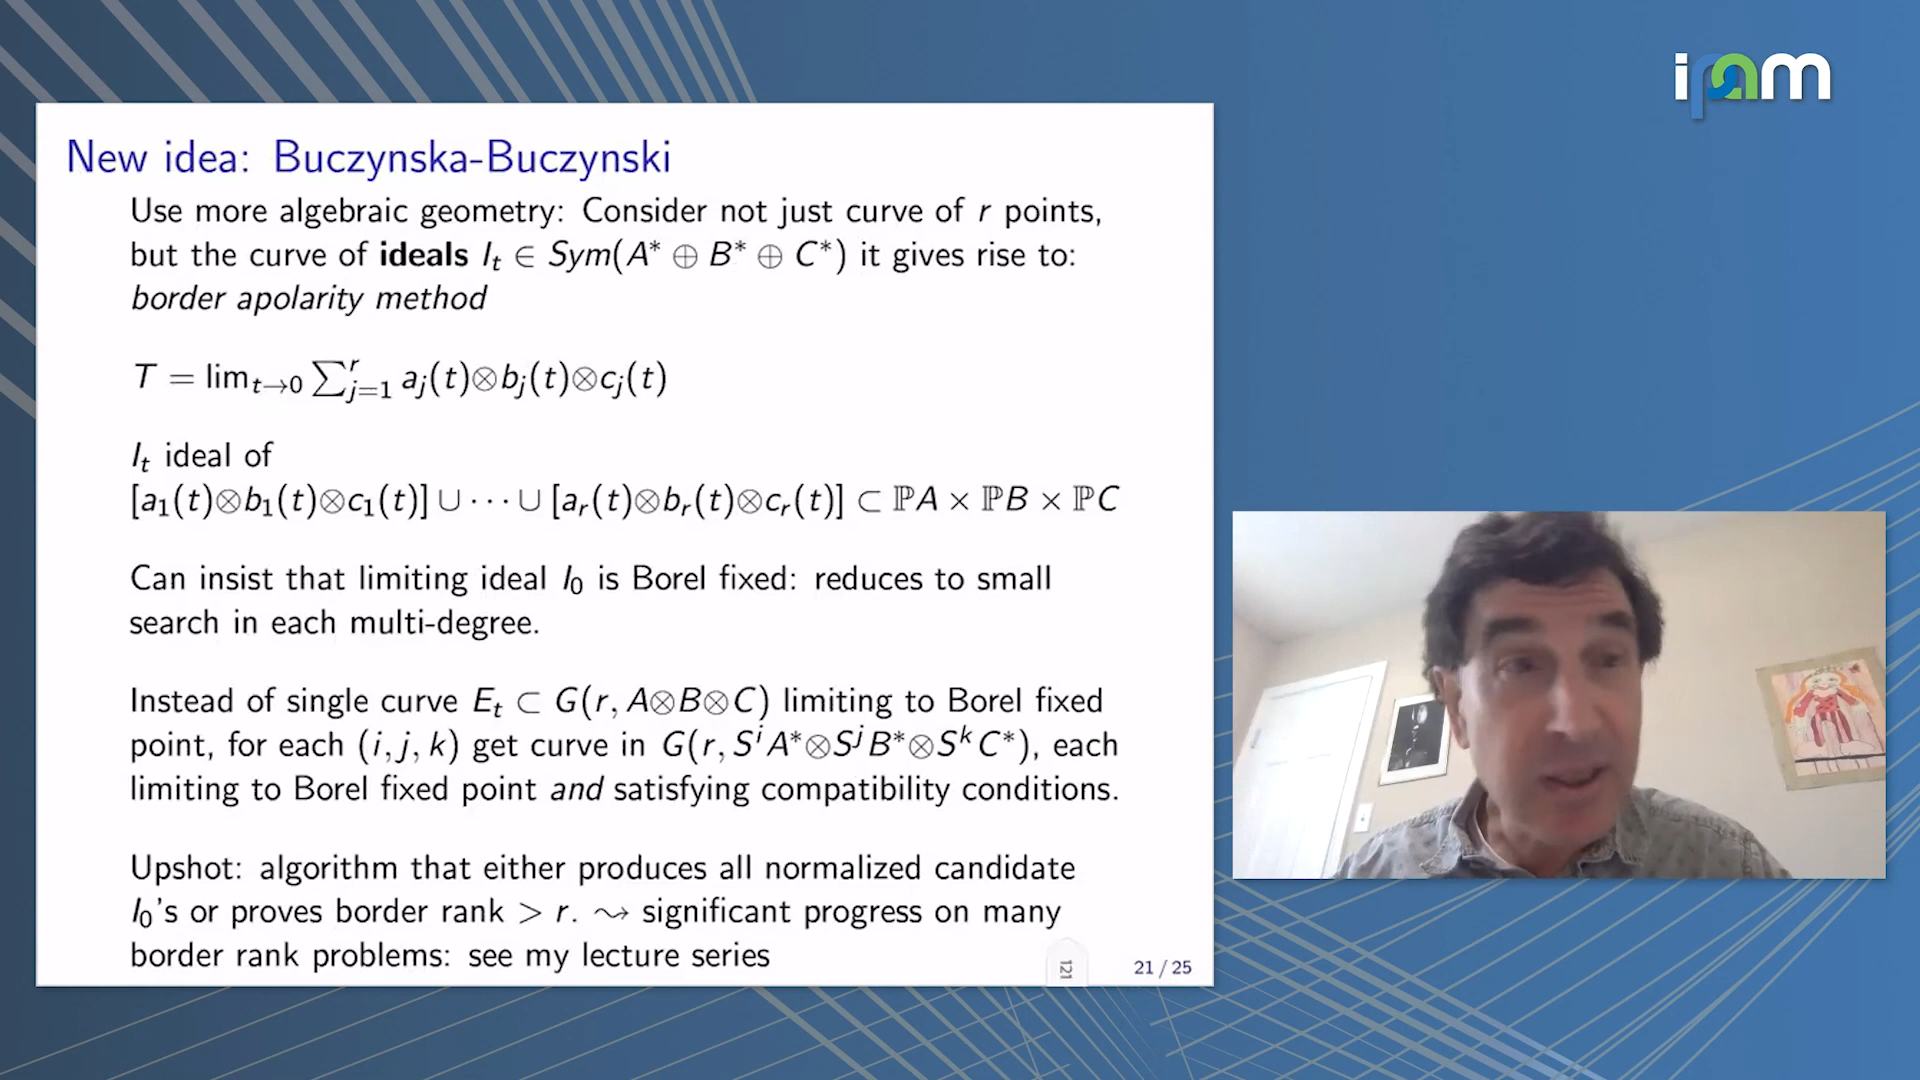 ipam
New idea: Buczynska-Buczynski
Use more algebraic geometry: Consider not just curve of r points,
but the curve of ideals I_t ∈ Sym(A* ⊕ B* ⊕ C*) it gives rise to:
border apolarity method
T = lim_{t→0} ∑_{j=1}^{r} a_j(t)⊗b_j(t)⊗c_j(t)
I_t ideal of
[a_1(t)⊗b_1(t)⊗c_1(t)] ∪ ⋯ ∪ [a_r(t)⊗b_r(t)⊗c_r(t)] ⊂ ℙA × ℙB × ℙC
Can insist that limiting ideal I_0 is Borel fixed: reduces to small
search in each multi-degree.
Instead of single curve E_t ⊂ G(r, A⊗B⊗C) limiting to Borel fixed
point, for each (i, j, k) get curve in G(r, S^i A*⊗S^j B*⊗S^k C*), each
limiting to Borel fixed point and satisfying compatibility conditions.
Upshot: algorithm that either produces all normalized candidate
I_0's or proves border rank > r. ⇝ significant progress on many
border rank problems: see my lecture series
121
21 / 25